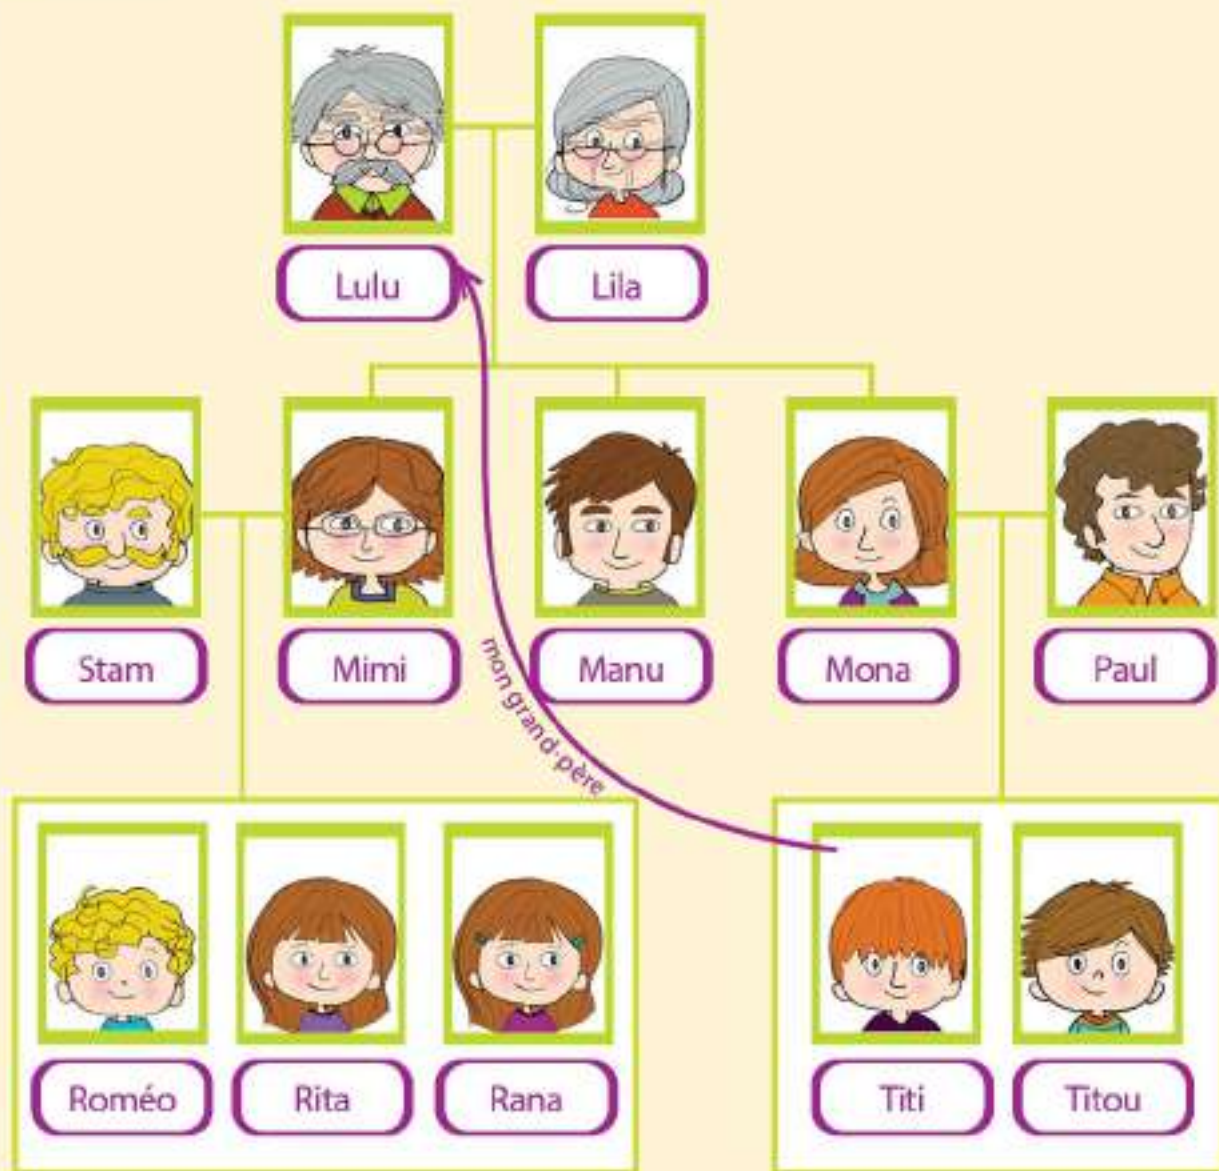 Lulu
Lila
Stam
Mimi
Manu
Mona
Paul
mon grand-père
Roméo
Rita
Rana
Titi
Titou